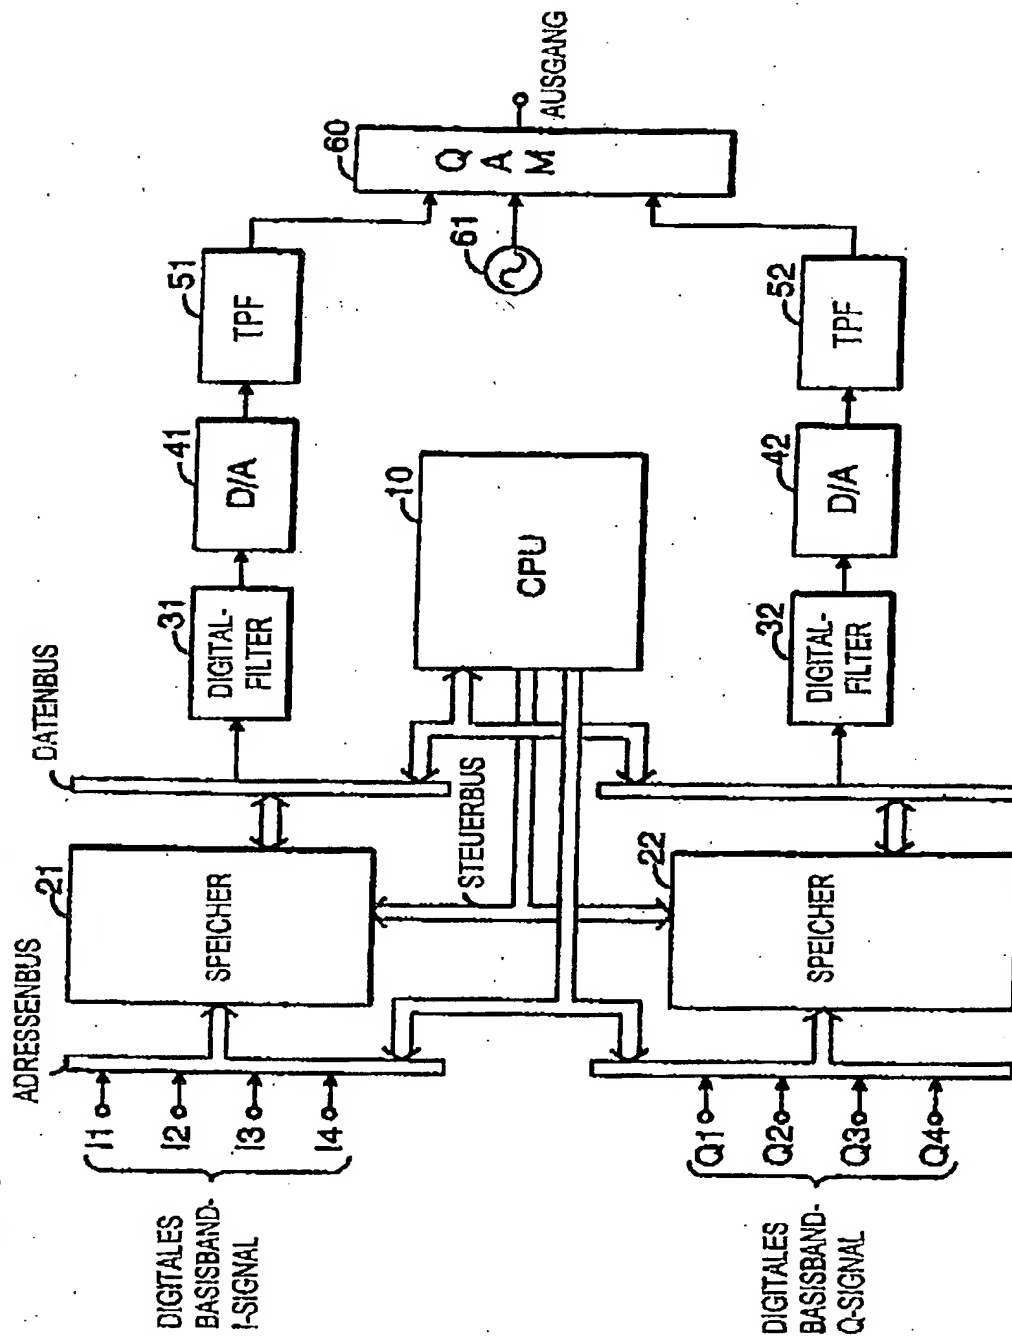 DIGITALES
BASISBAND-
I-SIGNAL
I1
I2
I3
I4
ADRESSENBUS
21
SPEICHER
DATENBUS
31
DIGITAL-
FILTER
41
D/A
51
TPF
STEUERBUS
10
CPU
61
60
QAM
AUSGANG
DIGITALES
BASISBAND-
Q-SIGNAL
Q1
Q2
Q3
Q4
22
SPEICHER
32
DIGITAL-
FILTER
42
D/A
52
TPF